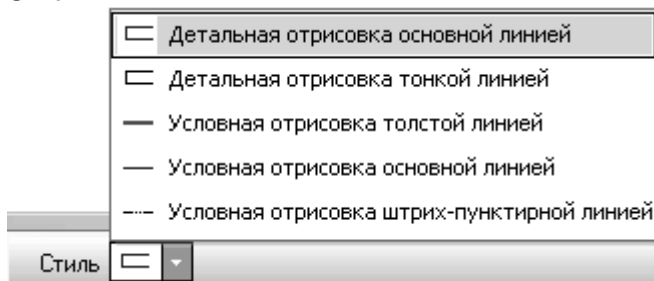 Детальная отрисовка основной линией
Детальная отрисовка тонкой линией
Условная отрисовка толстой линией
Условная отрисовка основной линией
Условная отрисовка штрих-пунктирной линией
Стиль